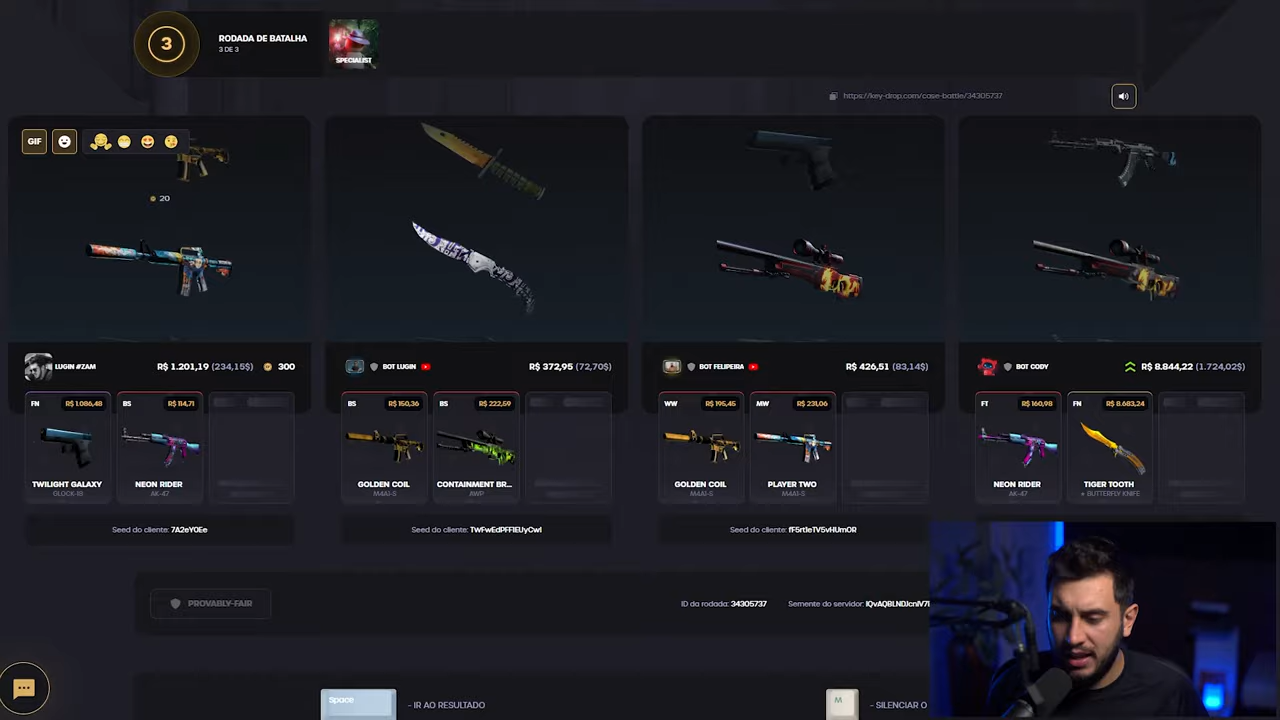 3
RODADA DE BATALHA
3 DE 3
SPECIALIST
https://key-drop.com/case-battle/34305737
GIF
20
LUGIN #ZAM
R$ 1.201,19 (234,15$)
300
BOT LUGIN
R$ 372,95 (72,70$)
BOT FELIPEIRA
R$ 426,51 (83,14$)
BOT CODY
R$ 8.844,22 (1.724,02$)
FN
R$ 1.086,48
TWILIGHT GALAXY
GLOCK-18
BS
R$ 114,71
NEON RIDER
AK-47
BS
R$ 150,36
GOLDEN COIL
M4A1-S
BS
R$ 222,59
CONTAINMENT BR...
AWP
WW
R$ 195,45
GOLDEN COIL
M4A1-S
MW
R$ 231,06
PLAYER TWO
M4A1-S
FT
R$ 160,98
NEON RIDER
AK-47
FN
R$ 8.683,24
TIGER TOOTH
★ BUTTERFLY KNIFE
Seed do cliente: 7A2eY0Ee
Seed do cliente:
Seed do cliente:
PROVABLY-FAIR
ID da rodada: 34305737
Semente do servidor:
Space
- IR AO RESULTADO
M
- SILENCIAR O